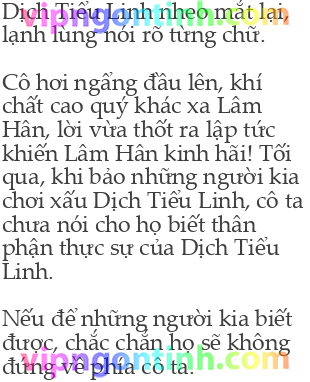 Dịch Tiểu Linh nheo mắt lại,
lạnh lùng nói rõ từng chữ.
Cô hơi ngẩng đầu lên, khí
chất cao quý khác xa Lâm
Hân, lời vừa thốt ra lập tức
khiến Lâm Hân kinh hãi! Tối
qua, khi bảo những người kia
chơi xấu Dịch Tiểu Linh, cô ta
chưa nói cho họ biết thân
phận thực sự của Dịch Tiểu
Linh.
Nếu để những người kia biết
được, chắc chắn họ sẽ không
đứng về phía cô ta.
vipngontinh.com
vipngontinh.com